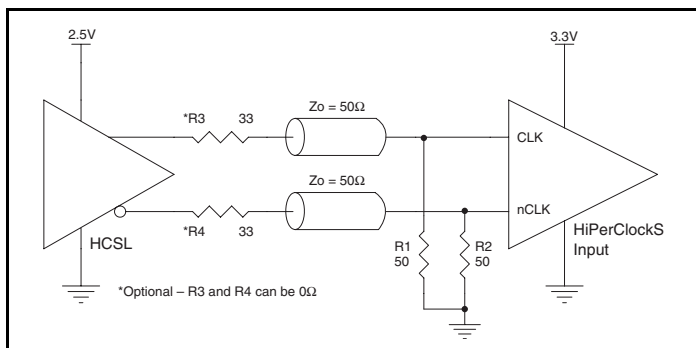 2.5V
3.3V
*R3 33
Zo = 50Ω
CLK
Zo = 50Ω
nCLK
HCSL
*R4 33
R1
50
R2
50
HiPerClockS
Input
*Optional – R3 and R4 can be 0Ω